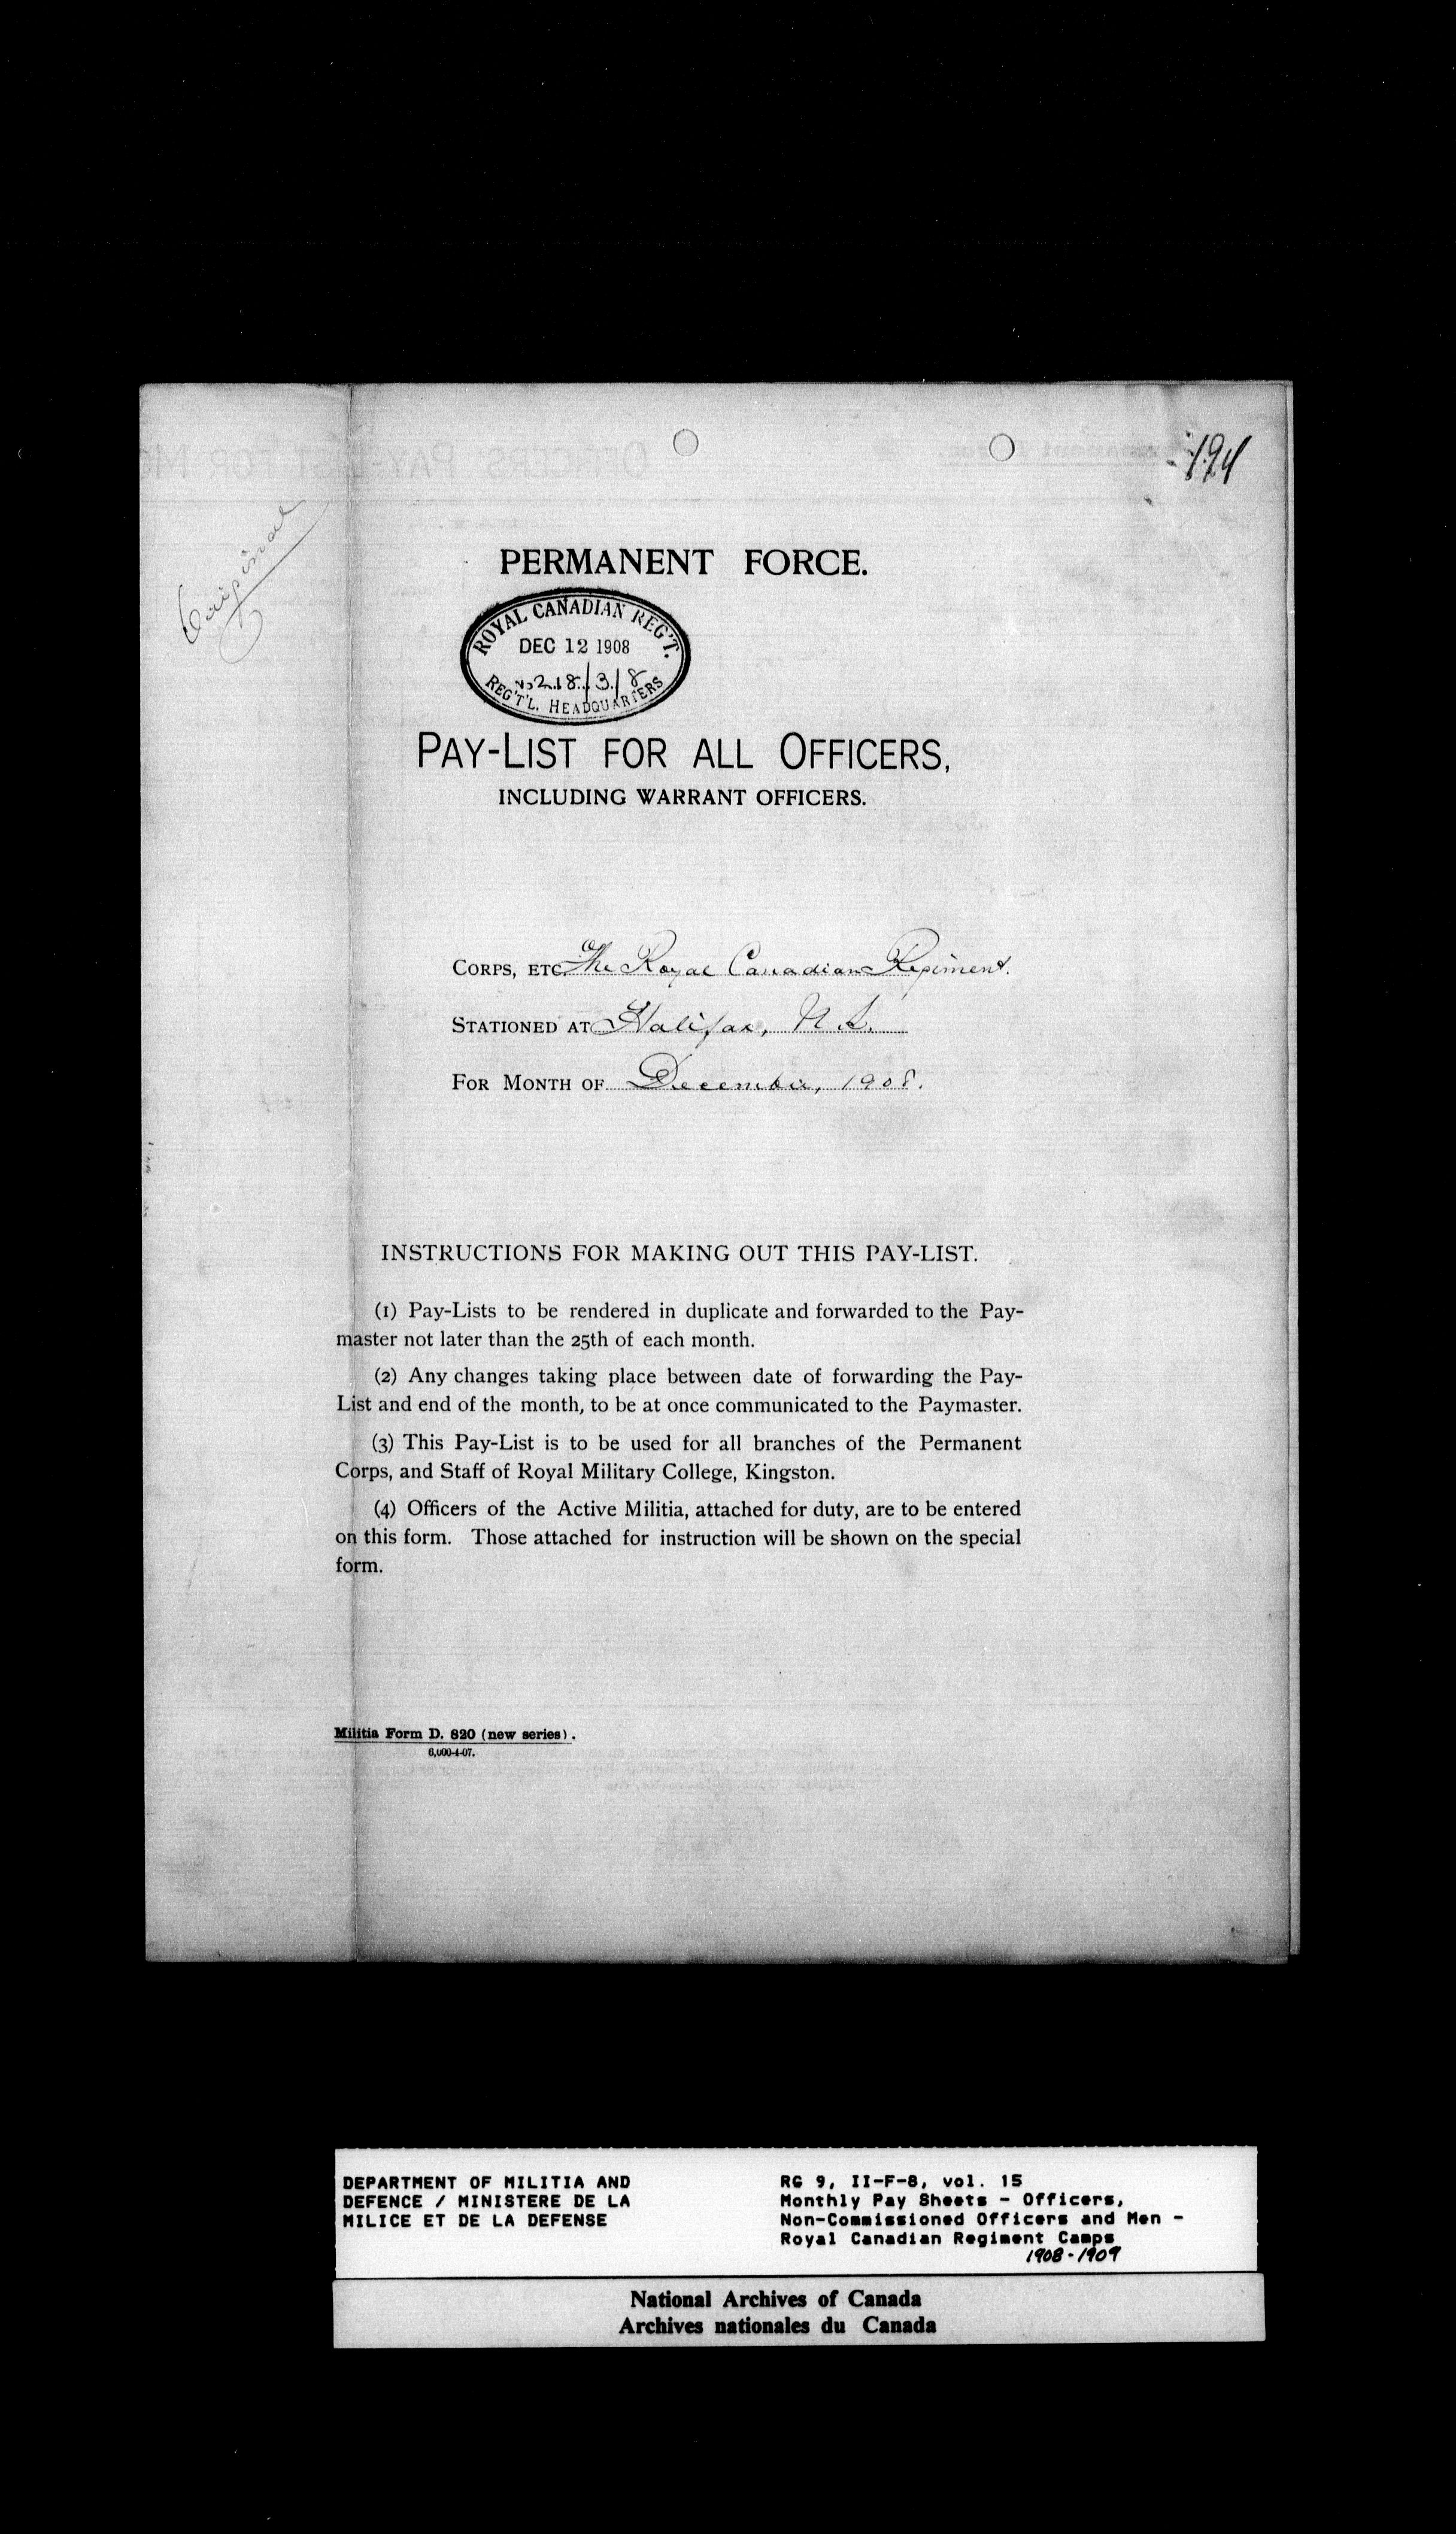 194
Original
PERMANENT FORCE.
ROYAL CANADIAN REG'T.
DEC 12 1908
No 218/3/8
REG'T'L. HEADQUARTERS
PAY-LIST FOR ALL OFFICERS,
INCLUDING WARRANT OFFICERS.
CORPS, ETC. The Royal Canadian Regiment.
STATIONED AT Halifax, N.S.
FOR MONTH OF December, 1908.
INSTRUCTIONS FOR MAKING OUT THIS PAY-LIST.
(1) Pay-Lists to be rendered in duplicate and forwarded to the Pay-
master not later than the 25th of each month.
(2) Any changes taking place between date of forwarding the Pay-
List and end of the month, to be at once communicated to the Paymaster.
(3) This Pay-List is to be used for all branches of the Permanent
Corps, and Staff of Royal Military College, Kingston.
(4) Officers of the Active Militia, attached for duty, are to be entered
on this form. Those attached for instruction will be shown on the special
form.
Militia Form D. 820 (new series).
6,000-4-07.
DEPARTMENT OF MILITIA AND
DEFENCE / MINISTERE DE LA
MILICE ET DE LA DEFENSE
RG 9, II-F-8, vol. 15
Monthly Pay Sheets - Officers,
Non-Commissioned Officers and Men -
Royal Canadian Regiment Camps
1908-1909
National Archives of Canada
Archives nationales du Canada